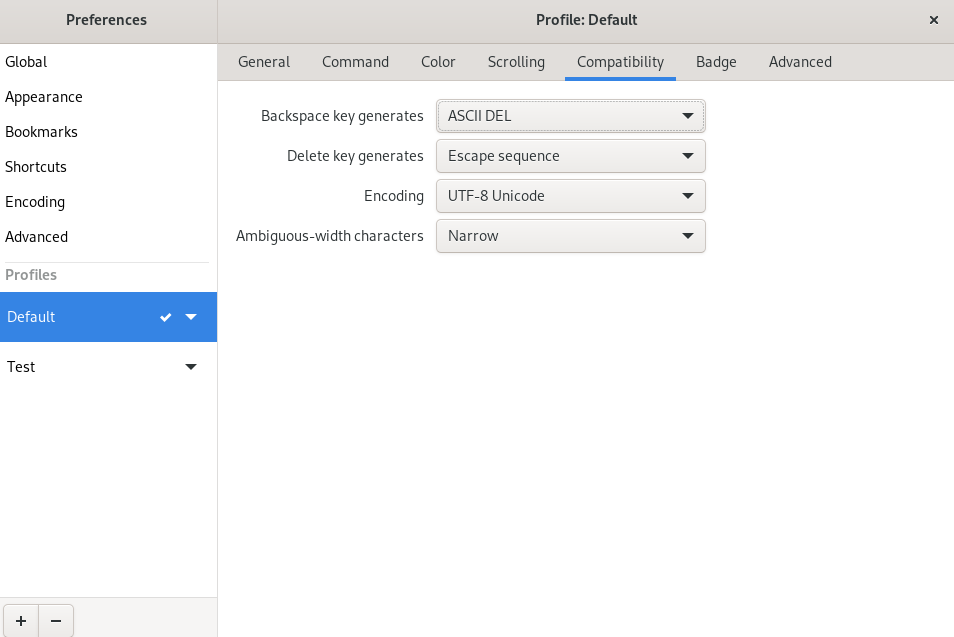 Preferences
Profile: Default
Global
Appearance
Bookmarks
Shortcuts
Encoding
Advanced
Profiles
Default
Test
General Command Color Scrolling Compatibility Badge Advanced
Backspace key generates ASCII DEL
Delete key generates Escape sequence
Encoding UTF-8 Unicode
Ambiguous-width characters Narrow